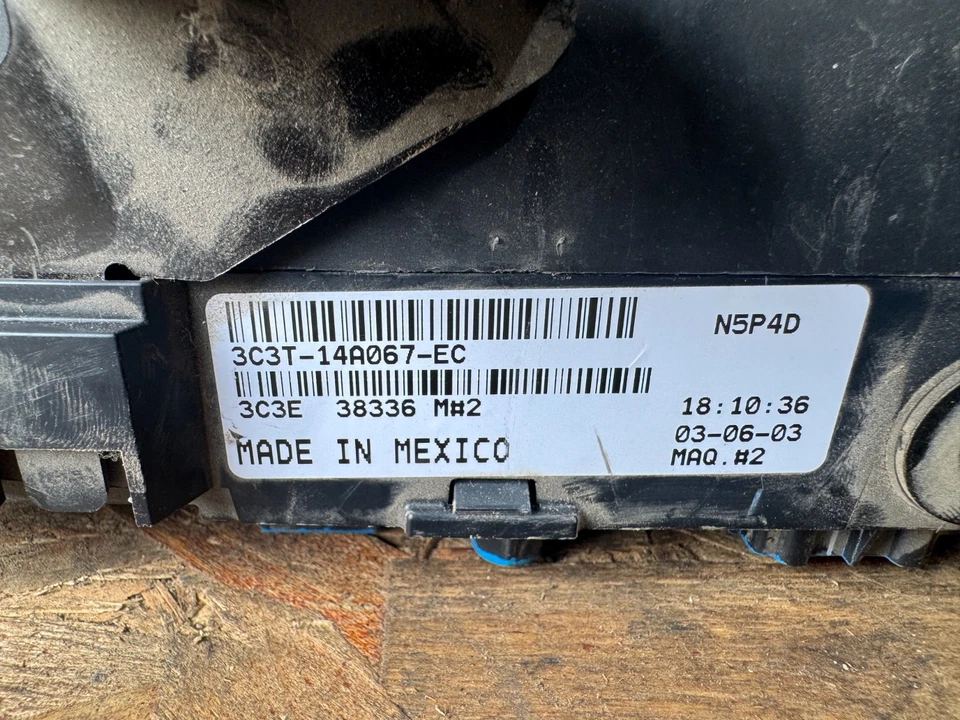 N5P4D
3C3T-14A067-EC
3C3E 38336 M#2
18:10:36
03-06-03
MADE IN MEXICO
MAQ.#2